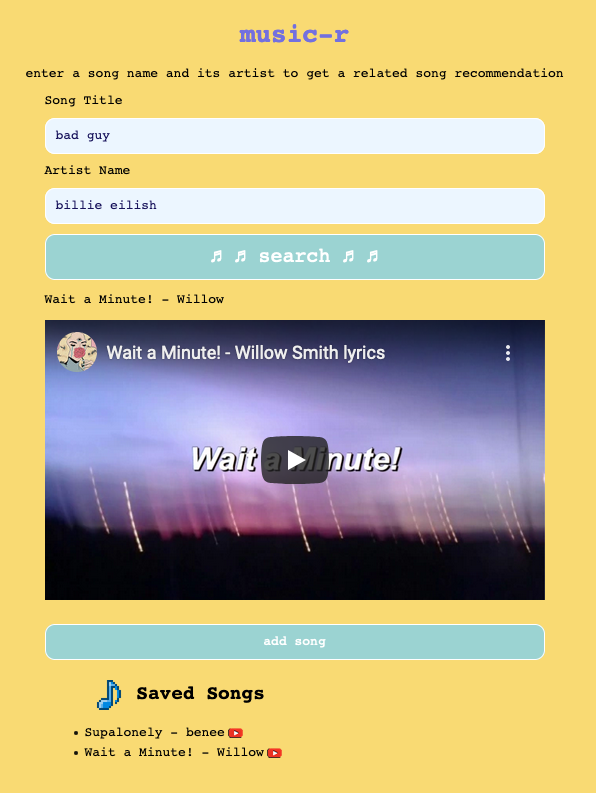 music-r
enter a song name and its artist to get a related song recommendation
Song Title
bad guy
Artist Name
billie eilish
♫ ♫ search ♫ ♫
Wait a Minute! - Willow
Wait a Minute! - Willow Smith lyrics
Wait a Minute!
add song
Saved Songs
• Supalonely - benee
• Wait a Minute! - Willow